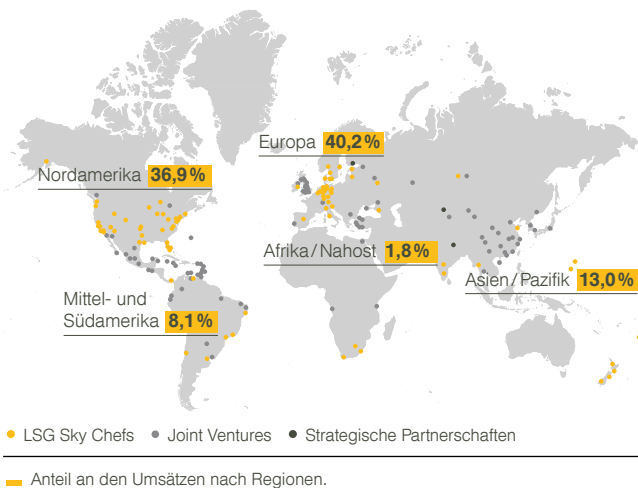 Europa 40,2 %
Nordamerika 36,9 %
Afrika / Nahost 1,8 %
Asien / Pazifik 13,0 %
Mittel- und
Südamerika 8,1 %
LSG Sky Chefs Joint Ventures Strategische Partnerschaften
Anteil an den Umsätzen nach Regionen.